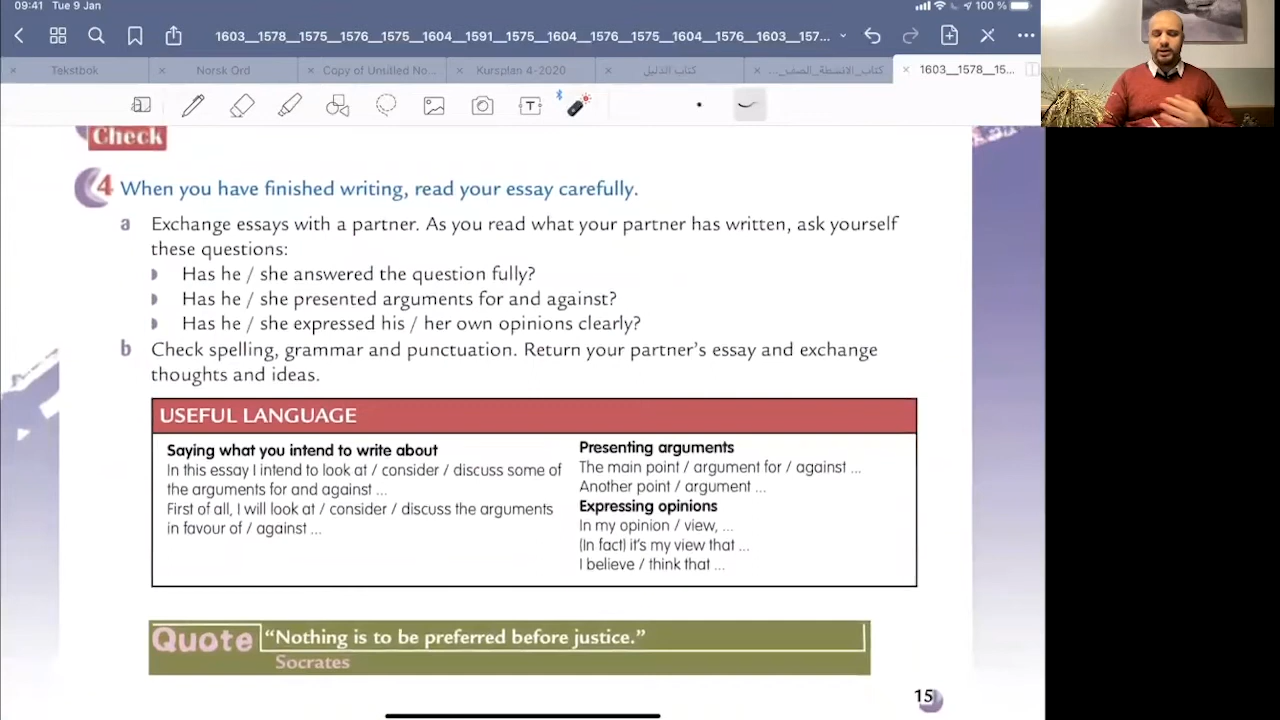 09:41 Tue 9 Jan
100 %
1603__1578__1575__1576__1575__1604__1591__1575__1604__1576__1575__1604__1576__1603__157...
Tekstbok
Norsk Ord
Copy of Unsitled No...
Kursplan 4-2020
كتاب الدليل
كتاب_الانشطة_الصف_...
1603__1578__15...
T
Check
4 When you have finished writing, read your essay carefully.
a Exchange essays with a partner. As you read what your partner has written, ask yourself
these questions:
Has he / she answered the question fully?
Has he / she presented arguments for and against?
Has he / she expressed his / her own opinions clearly?
b Check spelling, grammar and punctuation. Return your partner's essay and exchange
thoughts and ideas.
USEFUL LANGUAGE
Saying what you intend to write about
In this essay I intend to look at / consider / discuss some of
the arguments for and against ...
First of all, I will look at / consider / discuss the arguments
in favour of / against ...
Presenting arguments
The main point / argument for / against ...
Another point / argument ...
Expressing opinions
In my opinion / view, ...
(In fact) it's my view that ...
I believe / think that ...
Quote "Nothing is to be preferred before justice."
Socrates
15